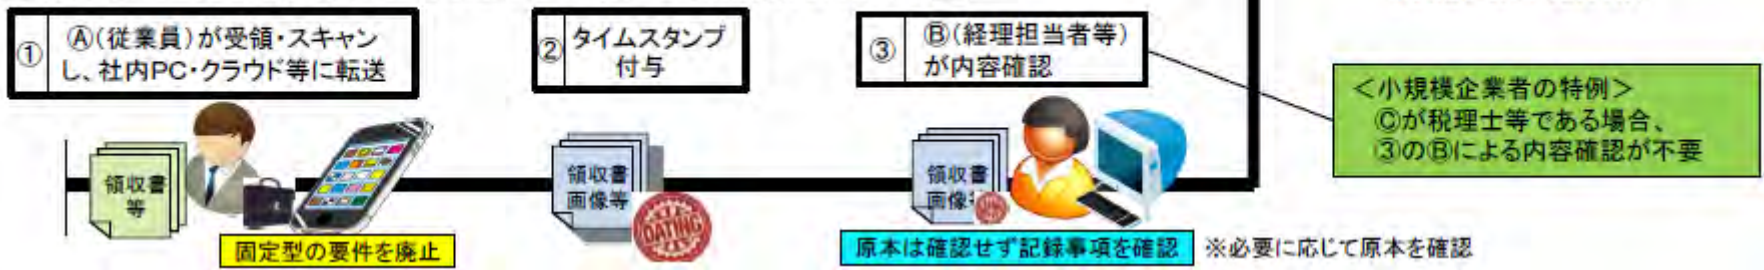 ① Ⓐ(従業員)が受領・スキャン
し、社内PC・クラウド等に転送
② タイムスタンプ
付与
③ Ⓑ(経理担当者等)
が内容確認
<小規模企業者の特例>
Ⓒが税理士等である場合、
③のⒷによる内容確認が不要
領収書
等
領収書
画像等
DATING
領収書
画像等
固定型の要件を廃止
原本は確認せず記録事項を確認 ※必要に応じて原本を確認